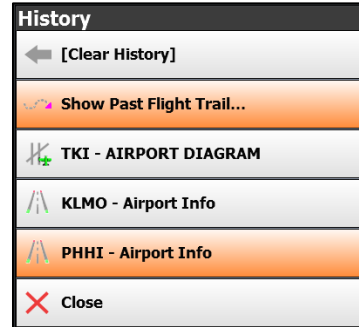 History
[Clear History]
Show Past Flight Trail...
TKI - AIRPORT DIAGRAM
KLMO - Airport Info
PHHI - Airport Info
Close